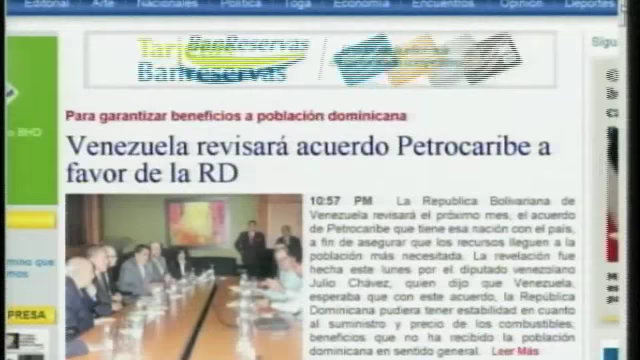 Editorial Arte Nacionales Política Toga Economía Encuentros Opinión Deportes
BanReservas
Banreservas
Sigu
BHD
Para garantizar beneficios a población dominicana
Venezuela revisará acuerdo Petrocaribe a
favor de la RD
10:57 PM La Republica Bolivariana de
Venezuela revisará el próximo mes, el acuerdo
de Petrocaribe que tiene esa nación con el país,
a fin de asegurar que los recursos lleguen a la
población más necesitada. La revelación fue
hecha este lunes por el diputado venezolano
Julio Chávez, quien dijo que Venezuela,
esperaba que con este acuerdo, la República
Dominicana pudiera tener estabilidad en cuanto
al suministro y precio de los combustibles,
beneficios que no ha recibido la población
dominicana en sentido general. Leer Más
PRESA